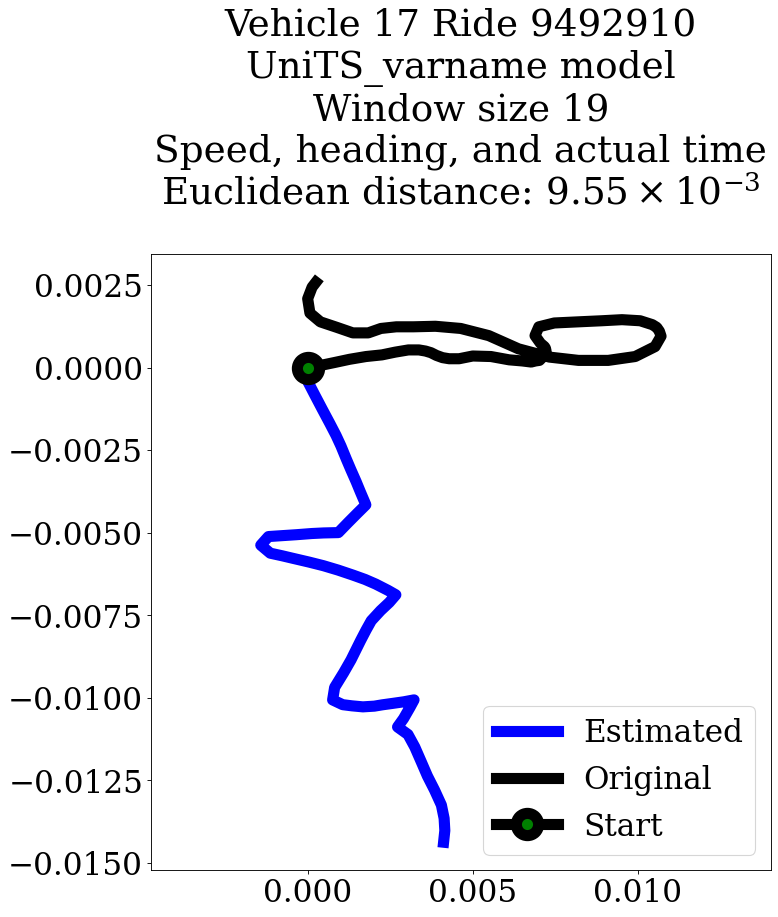 Vehicle 17 Ride 9492910
UniTS_varname model
Window size 19
Speed, heading, and actual time
Euclidean distance: 9.55 × 10⁻³
0.0025
0.0000
−0.0025
−0.0050
−0.0075
−0.0100
−0.0125
−0.0150
0.000 0.005 0.010
Estimated
Original
Start